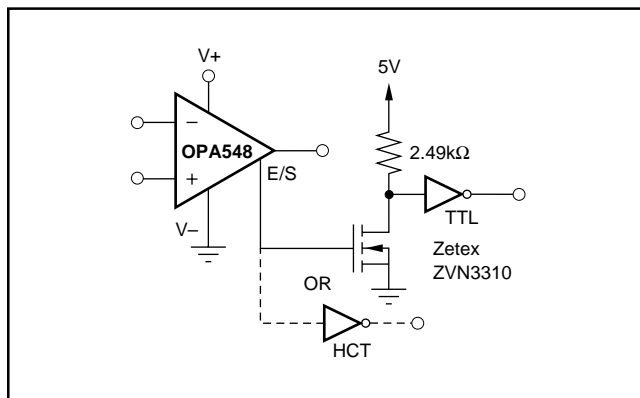 V+
5V
−
OPA548
2.49kΩ
+
E/S
TTL
V−
Zetex
ZVN3310
OR
HCT